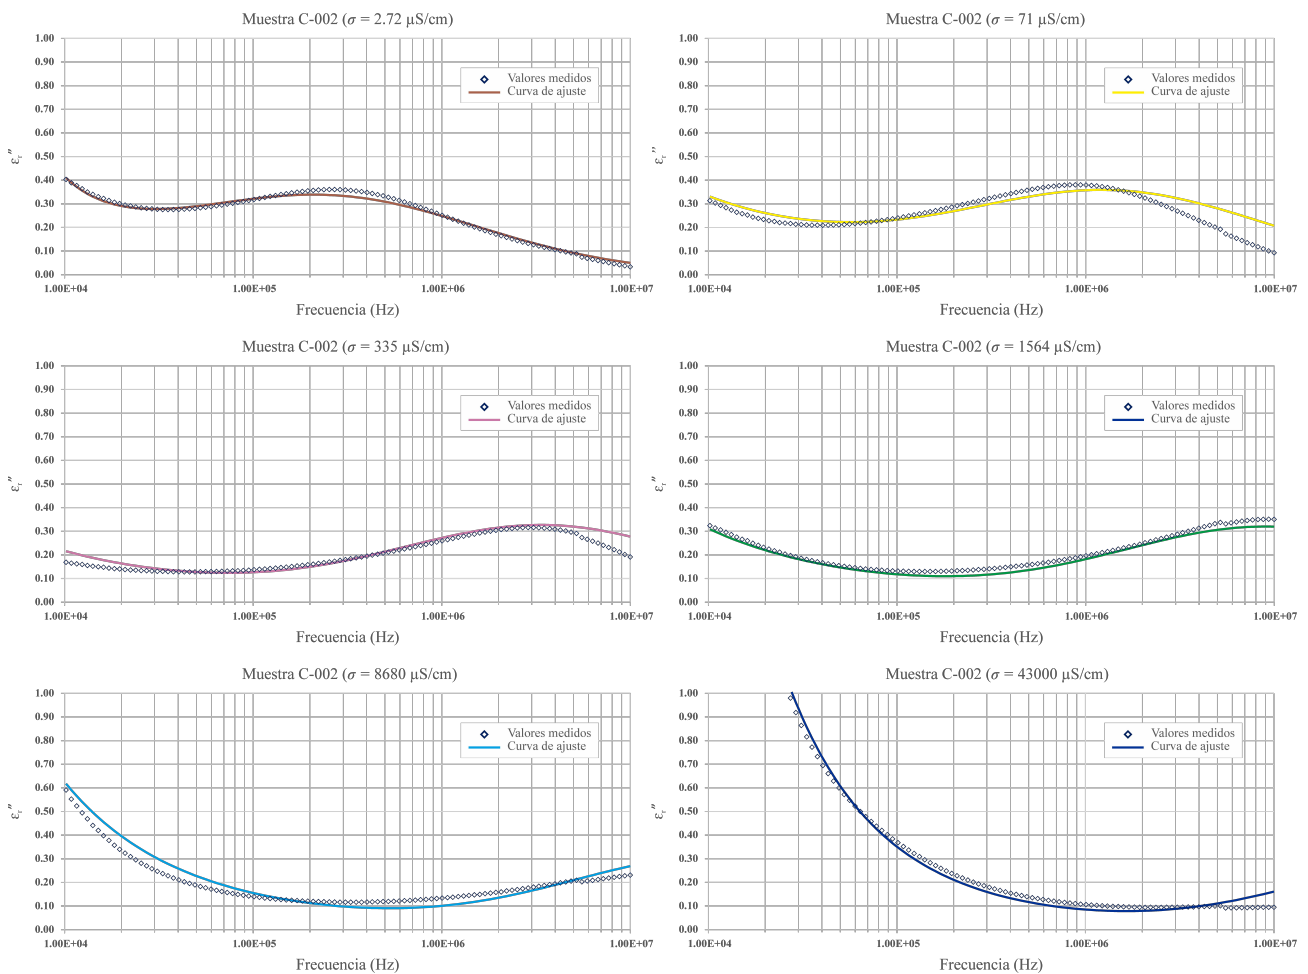 Muestra C-002 (σ = 2.72 µS/cm)
1.00
0.90
0.80
0.70
0.60
0.50
0.40
0.30
0.20
0.10
0.00
εr″
Valores medidos
Curva de ajuste
1.00E+04 1.00E+05 1.00E+06 1.00E+07
Frecuencia (Hz)
Muestra C-002 (σ = 71 µS/cm)
1.00
0.90
0.80
0.70
0.60
0.50
0.40
0.30
0.20
0.10
0.00
εr″
Valores medidos
Curva de ajuste
1.00E+04 1.00E+05 1.00E+06 1.00E+07
Frecuencia (Hz)
Muestra C-002 (σ = 335 µS/cm)
1.00
0.90
0.80
0.70
0.60
0.50
0.40
0.30
0.20
0.10
0.00
εr″
Valores medidos
Curva de ajuste
1.00E+04 1.00E+05 1.00E+06 1.00E+07
Frecuencia (Hz)
Muestra C-002 (σ = 1564 µS/cm)
1.00
0.90
0.80
0.70
0.60
0.50
0.40
0.30
0.20
0.10
0.00
εr″
Valores medidos
Curva de ajuste
1.00E+04 1.00E+05 1.00E+06 1.00E+07
Frecuencia (Hz)
Muestra C-002 (σ = 8680 µS/cm)
1.00
0.90
0.80
0.70
0.60
0.50
0.40
0.30
0.20
0.10
0.00
εr″
Valores medidos
Curva de ajuste
1.00E+04 1.00E+05 1.00E+06 1.00E+07
Frecuencia (Hz)
Muestra C-002 (σ = 43000 µS/cm)
1.00
0.90
0.80
0.70
0.60
0.50
0.40
0.30
0.20
0.10
0.00
εr″
Valores medidos
Curva de ajuste
1.00E+04 1.00E+05 1.00E+06 1.00E+07
Frecuencia (Hz)